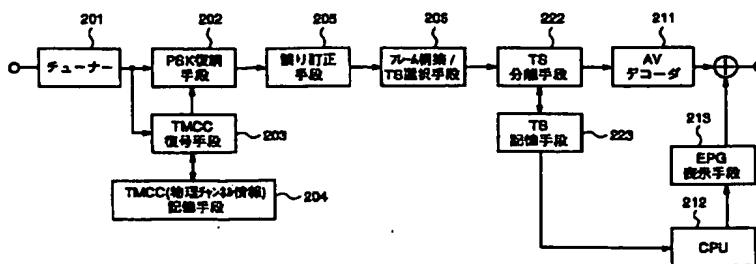 201
202
205
206
222
211
チューナー
PSK復調
手段
誤り訂正
手段
フレーム構築/
TS選択手段
TS
分離手段
AV
デコーダ
213
TMCC
復号手段
203
TS
記憶手段
223
EPG
表示手段
TMCC(物理チャンネル情報)
記憶手段
204
212
CPU